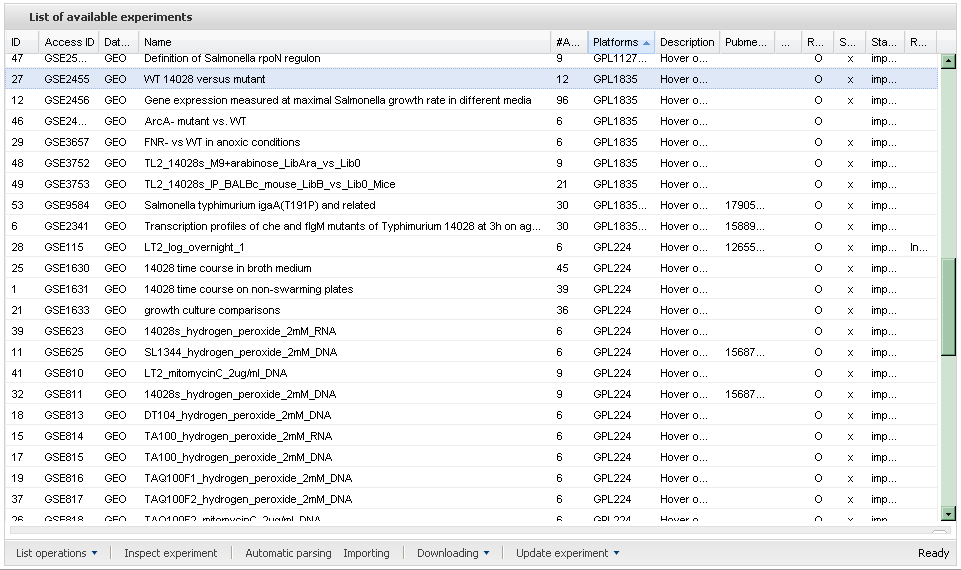 List of available experiments
ID Access ID Dat... Name #A... Platforms Description Pubme... ... R... S... Sta... R...
47 GSE25... GEO Definition of Salmonella rpoN regulon 9 GPL1127... Hover o... O x imp...
27 GSE2455 GEO WT 14028 versus mutant 12 GPL1835 Hover o... O x imp...
12 GSE2456 GEO Gene expression measured at maximal Salmonella growth rate in different media 96 GPL1835 Hover o... O x imp...
46 GSE24... GEO ArcA- mutant vs. WT 6 GPL1835 Hover o... O imp...
29 GSE3657 GEO FNR- vs WT in anoxic conditions 6 GPL1835 Hover o... O x imp...
48 GSE3752 GEO TL2_14028s_M9+arabinose_LibAra_vs_Lib0 9 GPL1835 Hover o... O x imp...
49 GSE3753 GEO TL2_14028s_IP_BALBc_mouse_LibB_vs_Lib0_Mice 21 GPL1835 Hover o... O x imp...
53 GSE9584 GEO Salmonella typhimurium igaA(T191P) and related 30 GPL1835... Hover o... 17905... O x imp...
6 GSE2341 GEO Transcription profiles of che and flgM mutants of Typhimurium 14028 at 3h on ag... 30 GPL1835... Hover o... 15889... O x imp...
28 GSE115 GEO LT2_log_overnight_1 6 GPL224 Hover o... 12655... O x imp... In...
25 GSE1630 GEO 14028 time course in broth medium 45 GPL224 Hover o... O x imp...
1 GSE1631 GEO 14028 time course on non-swarming plates 39 GPL224 Hover o... O x imp...
21 GSE1633 GEO growth culture comparisons 36 GPL224 Hover o... O x imp...
39 GSE623 GEO 14028s_hydrogen_peroxide_2mM_RNA 6 GPL224 Hover o... O x imp...
11 GSE625 GEO SL1344_hydrogen_peroxide_2mM_DNA 6 GPL224 Hover o... 15687... O x imp...
41 GSE810 GEO LT2_mitomycinC_2ug/ml_DNA 9 GPL224 Hover o... O x imp...
32 GSE811 GEO 14028s_hydrogen_peroxide_2mM_DNA 9 GPL224 Hover o... 15687... O x imp...
18 GSE813 GEO DT104_hydrogen_peroxide_2mM_DNA 6 GPL224 Hover o... O x imp...
15 GSE814 GEO TA100_hydrogen_peroxide_2mM_RNA 6 GPL224 Hover o... O x imp...
17 GSE815 GEO TA100_hydrogen_peroxide_2mM_DNA 6 GPL224 Hover o... O x imp...
19 GSE816 GEO TAQ100F1_hydrogen_peroxide_2mM_DNA 6 GPL224 Hover o... O x imp...
37 GSE817 GEO TAQ100F2_hydrogen_peroxide_2mM_DNA 6 GPL224 Hover o... O x imp...
26 GSE818 GEO TAQ100F2_mitomycinC_2ug/ml_DNA 6 GPL224 Hover o... O x imp...
List operations Inspect experiment Automatic parsing Importing Downloading Update experiment Ready